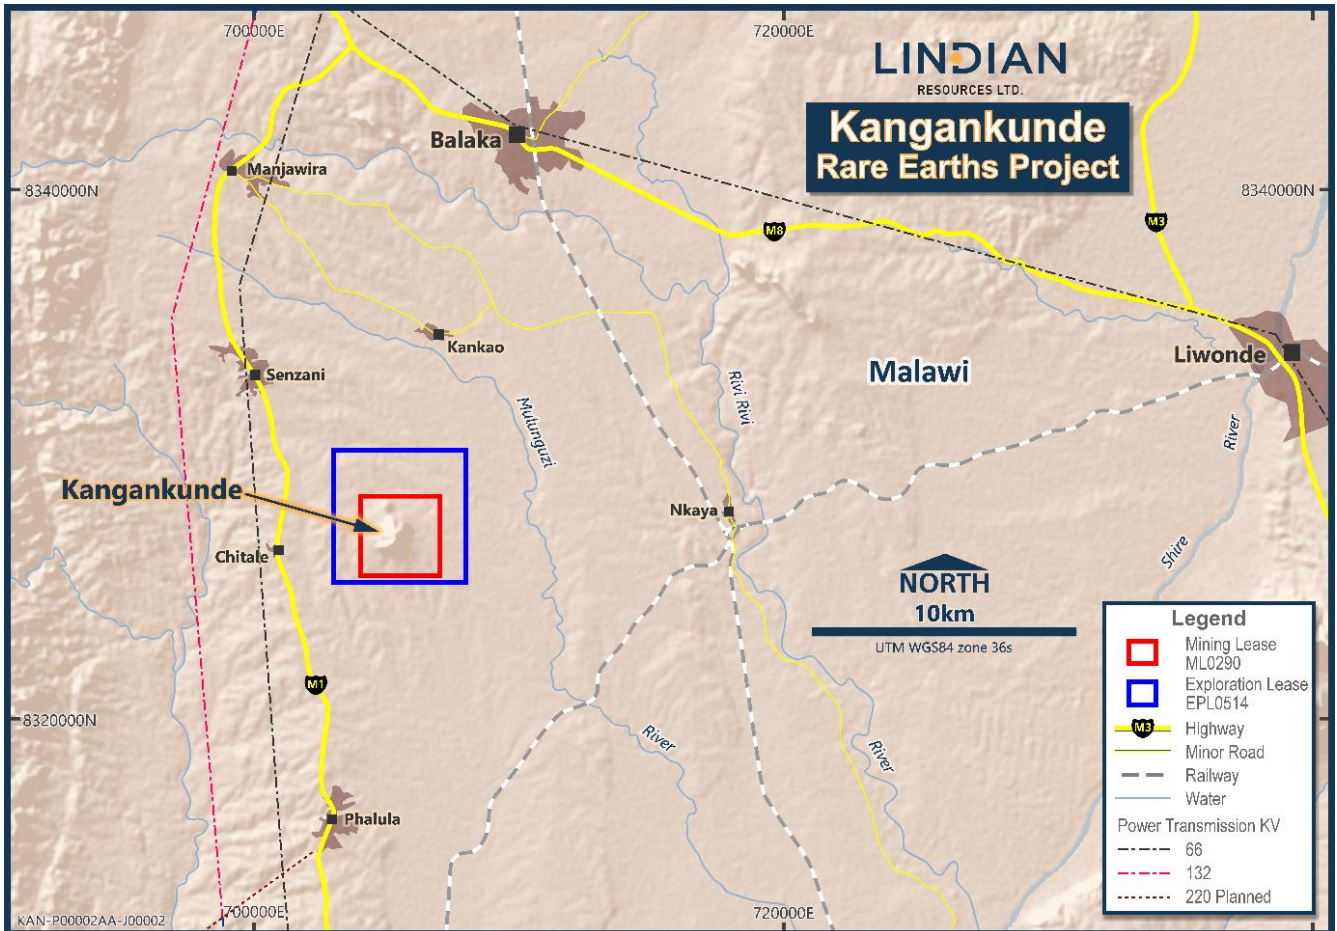 700000E
720000E
LINDIAN
RESOURCES LTD.
Kangankunde
Rare Earths Project
Balaka
Manjawira
8340000N
8340000N
M3
M8
Kankao
Liwonde
Malawi
Senzani
Rivi Rivi
Mulunguzi
River
Kangankunde
Nkaya
Chitale
Shire
NORTH
10km
UTM WGS84 zone 36s
M1
8320000N
River
River
Phalula
Legend
Mining Lease
ML0290
Exploration Lease
EPL0514
M3 Highway
Minor Road
Railway
Water
Power Transmission KV
66
132
220 Planned
KAN-P00002AA-J00002
700000E
720000E